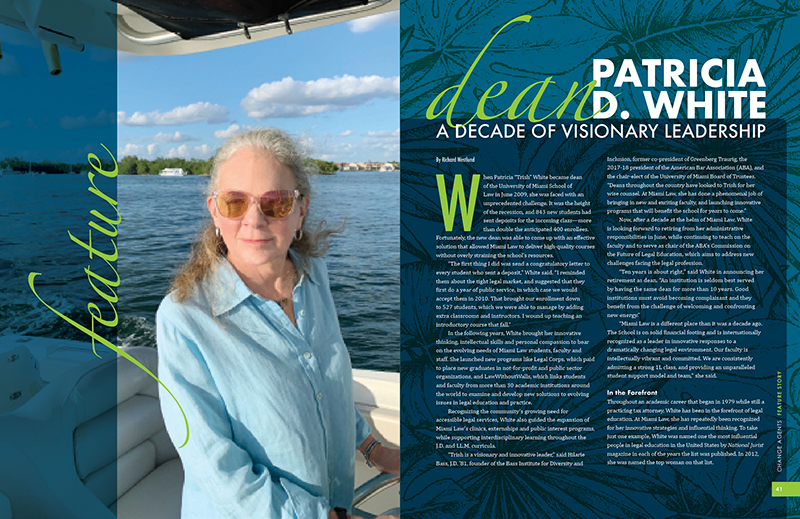 feature
dean PATRICIA
D. WHITE
A DECADE OF VISIONARY LEADERSHIP
By Richard Westlund
When Patricia "Trish" White became dean
of the University of Miami School of
Law in June 2009, she was faced with an
unprecedented challenge. It was the height
of the recession, and 843 new students had
sent deposits for the incoming class—more
than double the anticipated 400 enrollees.
Fortunately, the new dean was able to come up with an effective
solution that allowed Miami Law to deliver high-quality courses
without overly straining the school's resources.
"The first thing I did was send a congratulatory letter to
every student who sent a deposit," White said. "I reminded
them about the tight legal market, and suggested that they
first do a year of public service, in which case we would
accept them in 2010. That brought our enrollment down
to 527 students, which we were able to manage by adding
extra classrooms and instructors. I wound up teaching an
introductory course that fall."
In the following years, White brought her innovative
thinking, intellectual skills and personal compassion to bear
on the evolving needs of Miami Law students, faculty and
staff. She launched new programs like Legal Corps, which paid
to place new graduates in not-for-profit and public sector
organizations, and LawWithoutWalls, which links students
and faculty from more than 30 academic institutions around
the world to examine and develop new solutions to evolving
issues in legal education and practice.
Recognizing the community's growing need for
accessible legal services, White also guided the expansion of
Miami Law's clinics, externships and public interest programs,
while supporting interdisciplinary learning throughout the
J.D. and LL.M. curricula.
"Trish is a visionary and innovative leader," said Hilarie
Bass, J.D. '81, founder of the Bass Institute for Diversity and
Inclusion, former co-president of Greenberg Traurig, the
2017-18 president of the American Bar Association (ABA), and
the chair-elect of the University of Miami Board of Trustees.
"Deans throughout the country have looked to Trish for her
wise counsel. At Miami Law, she has done a phenomenal job of
bringing in new and exciting faculty, and launching innovative
programs that will benefit the school for years to come."
Now, after a decade at the helm of Miami Law, White
is looking forward to retiring from her administrative
responsibilities in June, while continuing to teach on the
faculty and to serve as chair of the ABA's Commission on
the Future of Legal Education, which aims to address new
challenges facing the legal profession.
"Ten years is about right," said White in announcing her
retirement as dean. "An institution is seldom best served
by having the same dean for more than 10 years. Good
institutions must avoid becoming complaisant and they
benefit from the challenge of welcoming and confronting
new energy."
"Miami Law is a different place than it was a decade ago.
The School is on solid financial footing and is internationally
recognized as a leader in innovative responses to a
dramatically changing legal environment. Our faculty is
intellectually vibrant and committed. We are consistently
admitting a strong 1L class, and providing an unparalleled
student support model and team," she said.
In the Forefront
Throughout an academic career that began in 1979 while still a
practicing tax attorney, White has been in the forefront of legal
education. At Miami Law, she has repeatedly been recognized
for her innovative strategies and influential thinking. To take
just one example, White was named one the most influential
people in legal education in the United States by National Jurist
magazine in each of the years the list was published. In 2012,
she was named the top woman on that list.
CHANGE AGENTS FEATURE STORY
41